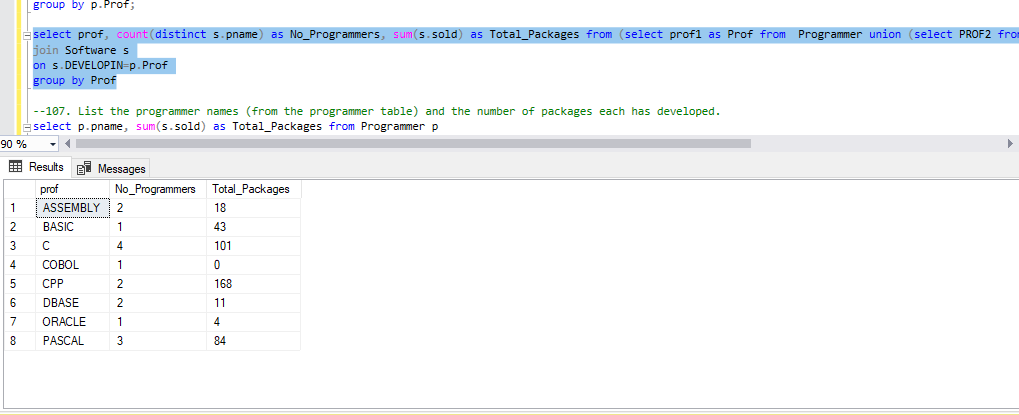 group by p.Prof;
select prof, count(distinct s.pname) as No_Programmers, sum(s.sold) as Total_Packages from (select prof1 as Prof from  Programmer union (select PROF2 fro
join Software s
on s.DEVELOPIN=p.Prof
group by Prof
--107. List the programmer names (from the programmer table) and the number of packages each has developed.
select p.pname, sum(s.sold) as Total_Packages from Programmer p
90 %
Results Messages
prof No_Programmers Total_Packages
1 ASSEMBLY 2 18
2 BASIC 1 43
3 C 4 101
4 COBOL 1 0
5 CPP 2 168
6 DBASE 2 11
7 ORACLE 1 4
8 PASCAL 3 84